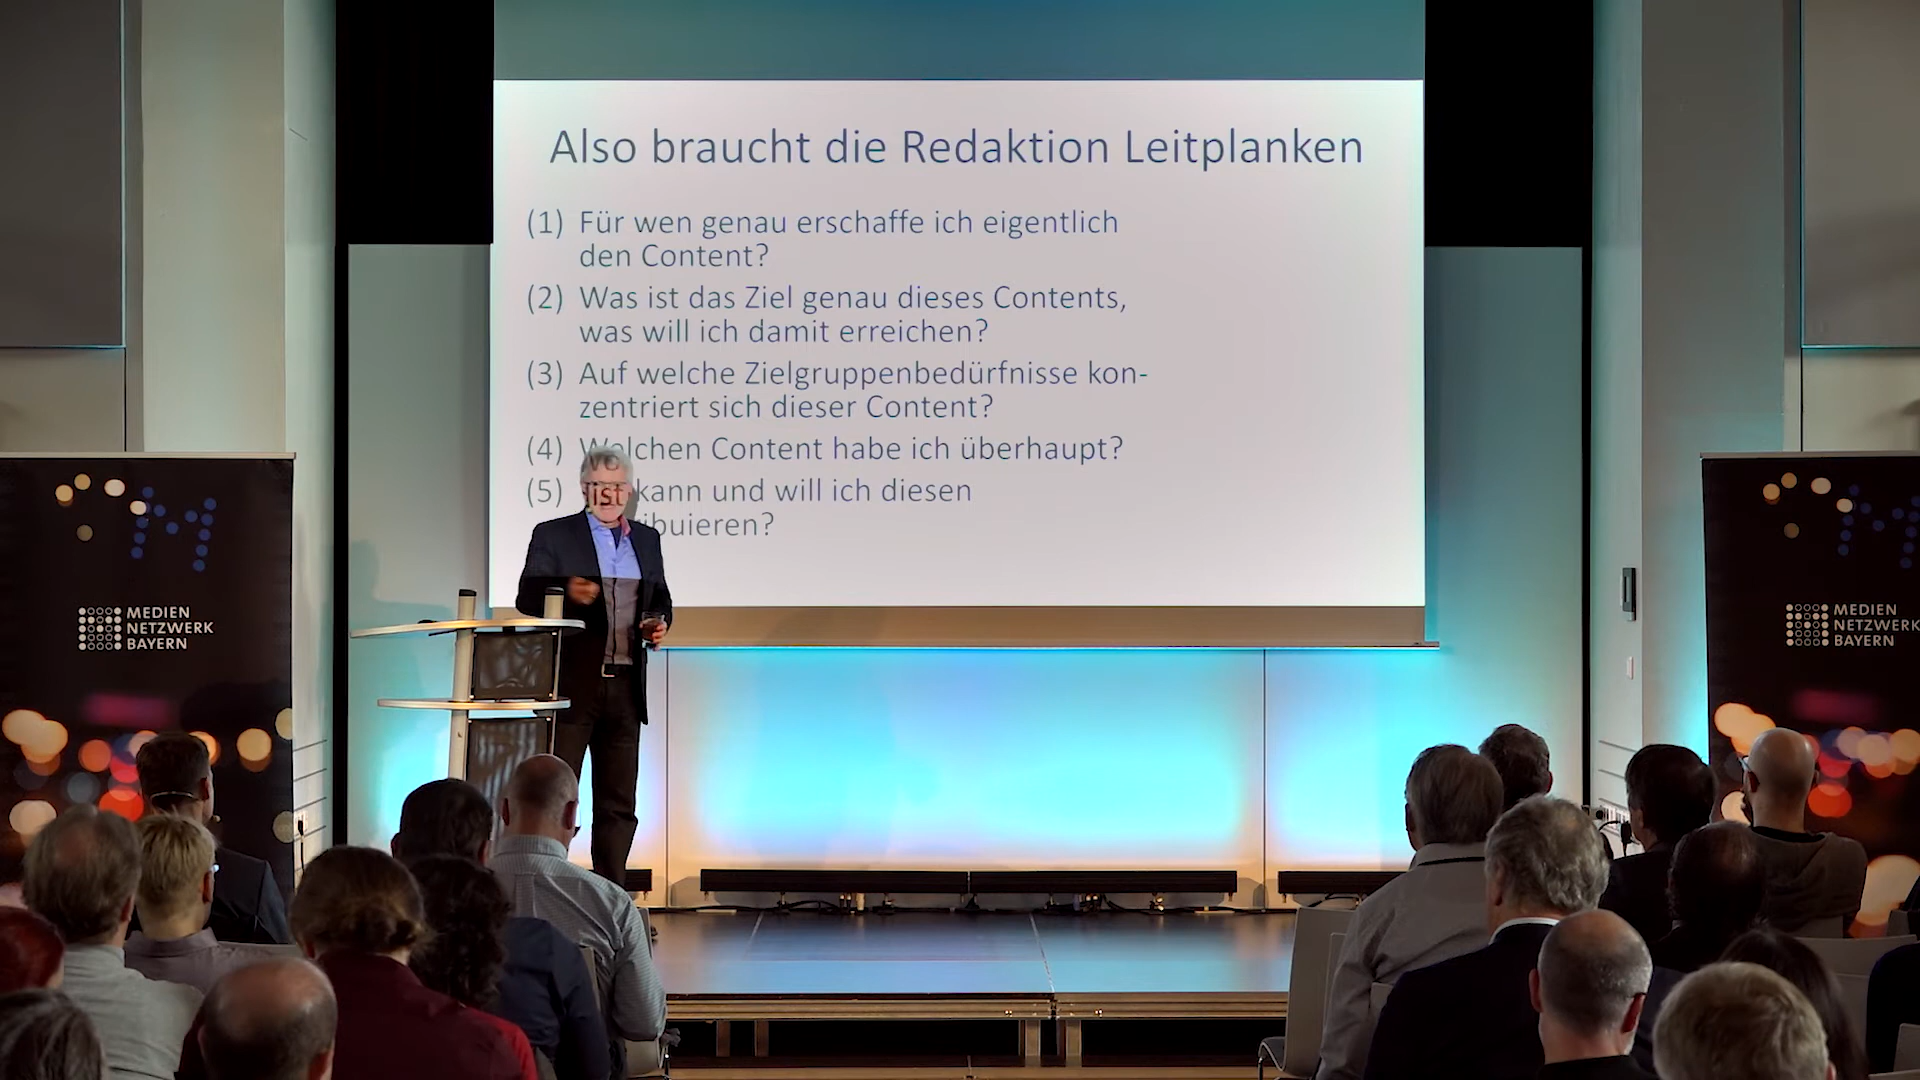 Also braucht die Redaktion Leitplanken
(1) Für wen genau erschaffe ich eigentlich
den Content?
(2) Was ist das Ziel genau dieses Contents,
was will ich damit erreichen?
(3) Auf welche Zielgruppenbedürfnisse kon-
zentriert sich dieser Content?
(4) Welchen Content habe ich überhaupt?
(5) kann und will ich diesen
MEDIEN
NETZWERK
BAYERN
MEDIEN
NETZWERK
BAYERN